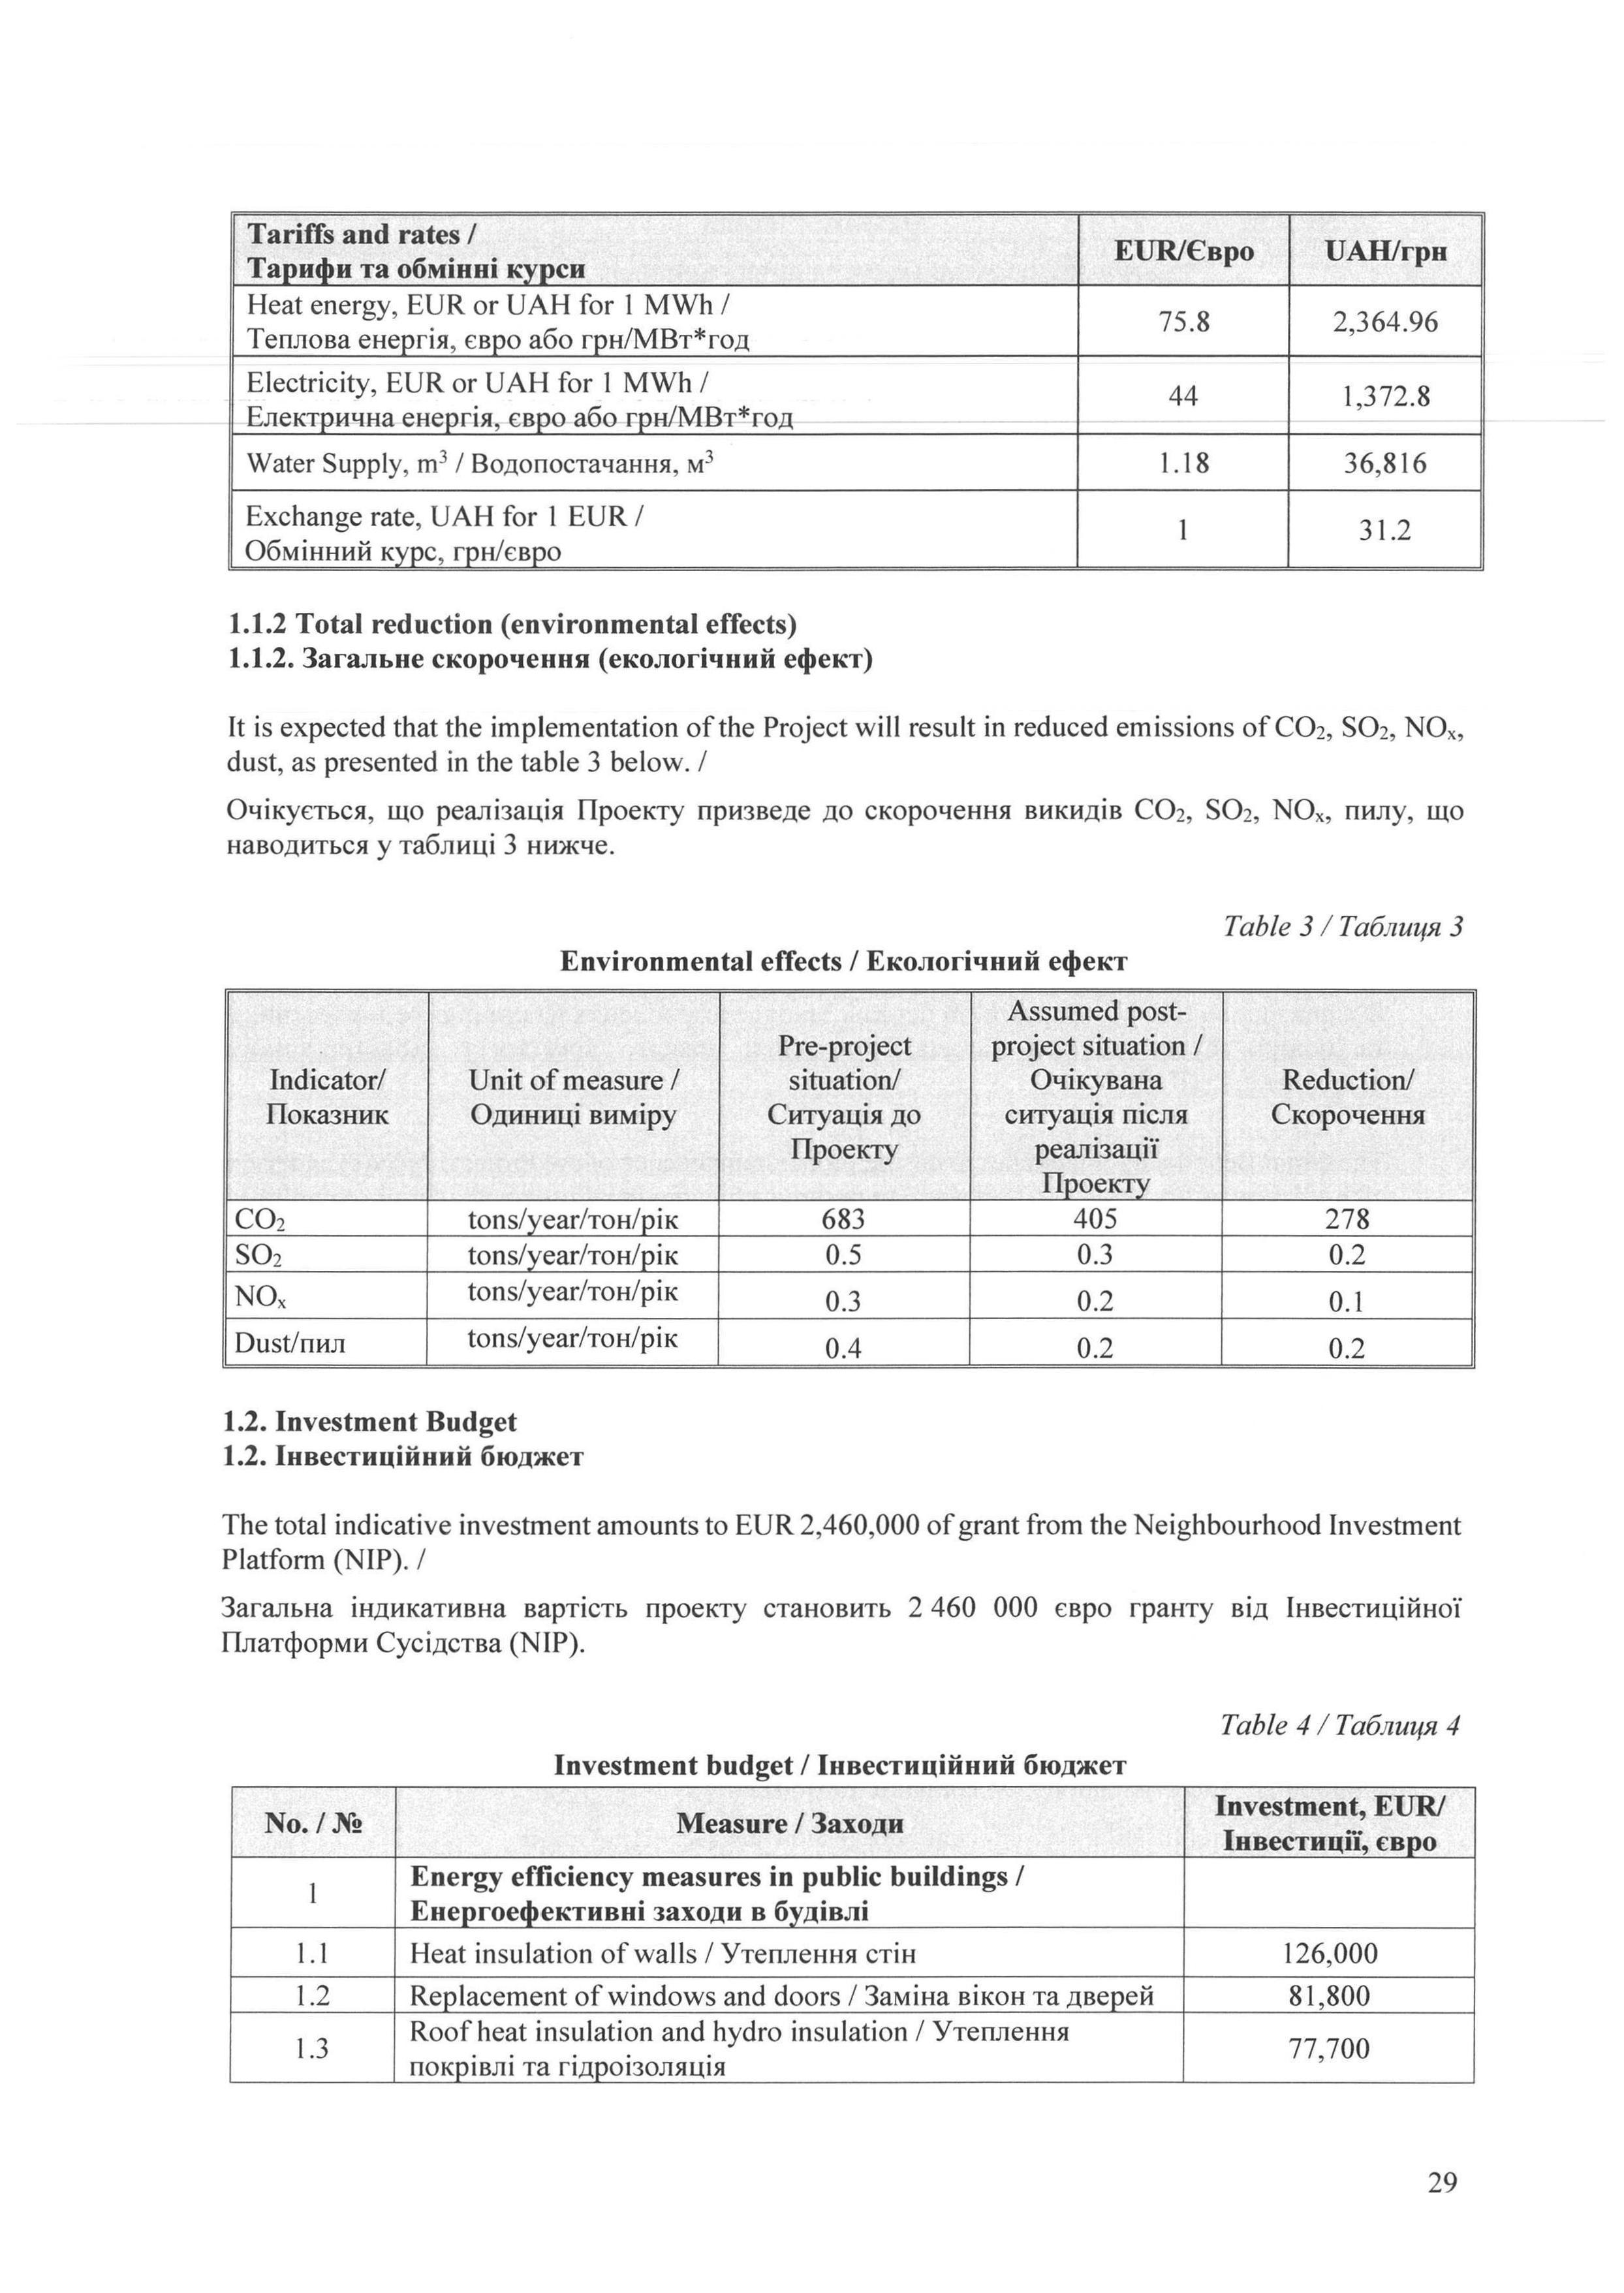 Tariffs and rates /
Тарифи та обмінні курси
EUR/Євро
UAH/грн
Heat energy, EUR or UAH for 1 MWh /
Теплова енергія, євро або грн/МВт*год
75.8
2,364.96
Electricity, EUR or UAH for 1 MWh /
Електрична енергія, євро або грн/МВт*год
44
1,372.8
Water Supply, m³ / Водопостачання, м³
1.18
36,816
Exchange rate, UAH for 1 EUR /
Обмінний курс, грн/євро
1
31.2
1.1.2 Total reduction (environmental effects)
1.1.2. Загальне скорочення (екологічний ефект)
It is expected that the implementation of the Project will result in reduced emissions of CO₂, SO₂, NOₓ,
dust, as presented in the table 3 below. /
Очікується, що реалізація Проекту призведе до скорочення викидів CO₂, SO₂, NOₓ, пилу, що
наводиться у таблиці 3 нижче.
Table 3 / Таблиця 3
Environmental effects / Екологічний ефект
Indicator/
Показник
Unit of measure /
Одиниці виміру
Pre-project
situation/
Ситуація до
Проекту
Assumed post-
project situation /
Очікувана
ситуація після
реалізації
Проекту
Reduction/
Скорочення
CO₂
tons/year/тон/рік
683
405
278
SO₂
tons/year/тон/рік
0.5
0.3
0.2
NOₓ
tons/year/тон/рік
0.3
0.2
0.1
Dust/пил
tons/year/тон/рік
0.4
0.2
0.2
1.2. Investment Budget
1.2. Інвестиційний бюджет
The total indicative investment amounts to EUR 2,460,000 of grant from the Neighbourhood Investment
Platform (NIP). /
Загальна індикативна вартість проекту становить 2 460 000 євро гранту від Інвестиційної
Платформи Сусідства (NIP).
Table 4 / Таблиця 4
Investment budget / Інвестиційний бюджет
No. / №
Measure / Заходи
Investment, EUR/
Інвестиції, євро
1
Energy efficiency measures in public buildings /
Енергоефективні заходи в будівлі
1.1
Heat insulation of walls / Утеплення стін
126,000
1.2
Replacement of windows and doors / Заміна вікон та дверей
81,800
1.3
Roof heat insulation and hydro insulation / Утеплення
покрівлі та гідроізоляція
77,700
29